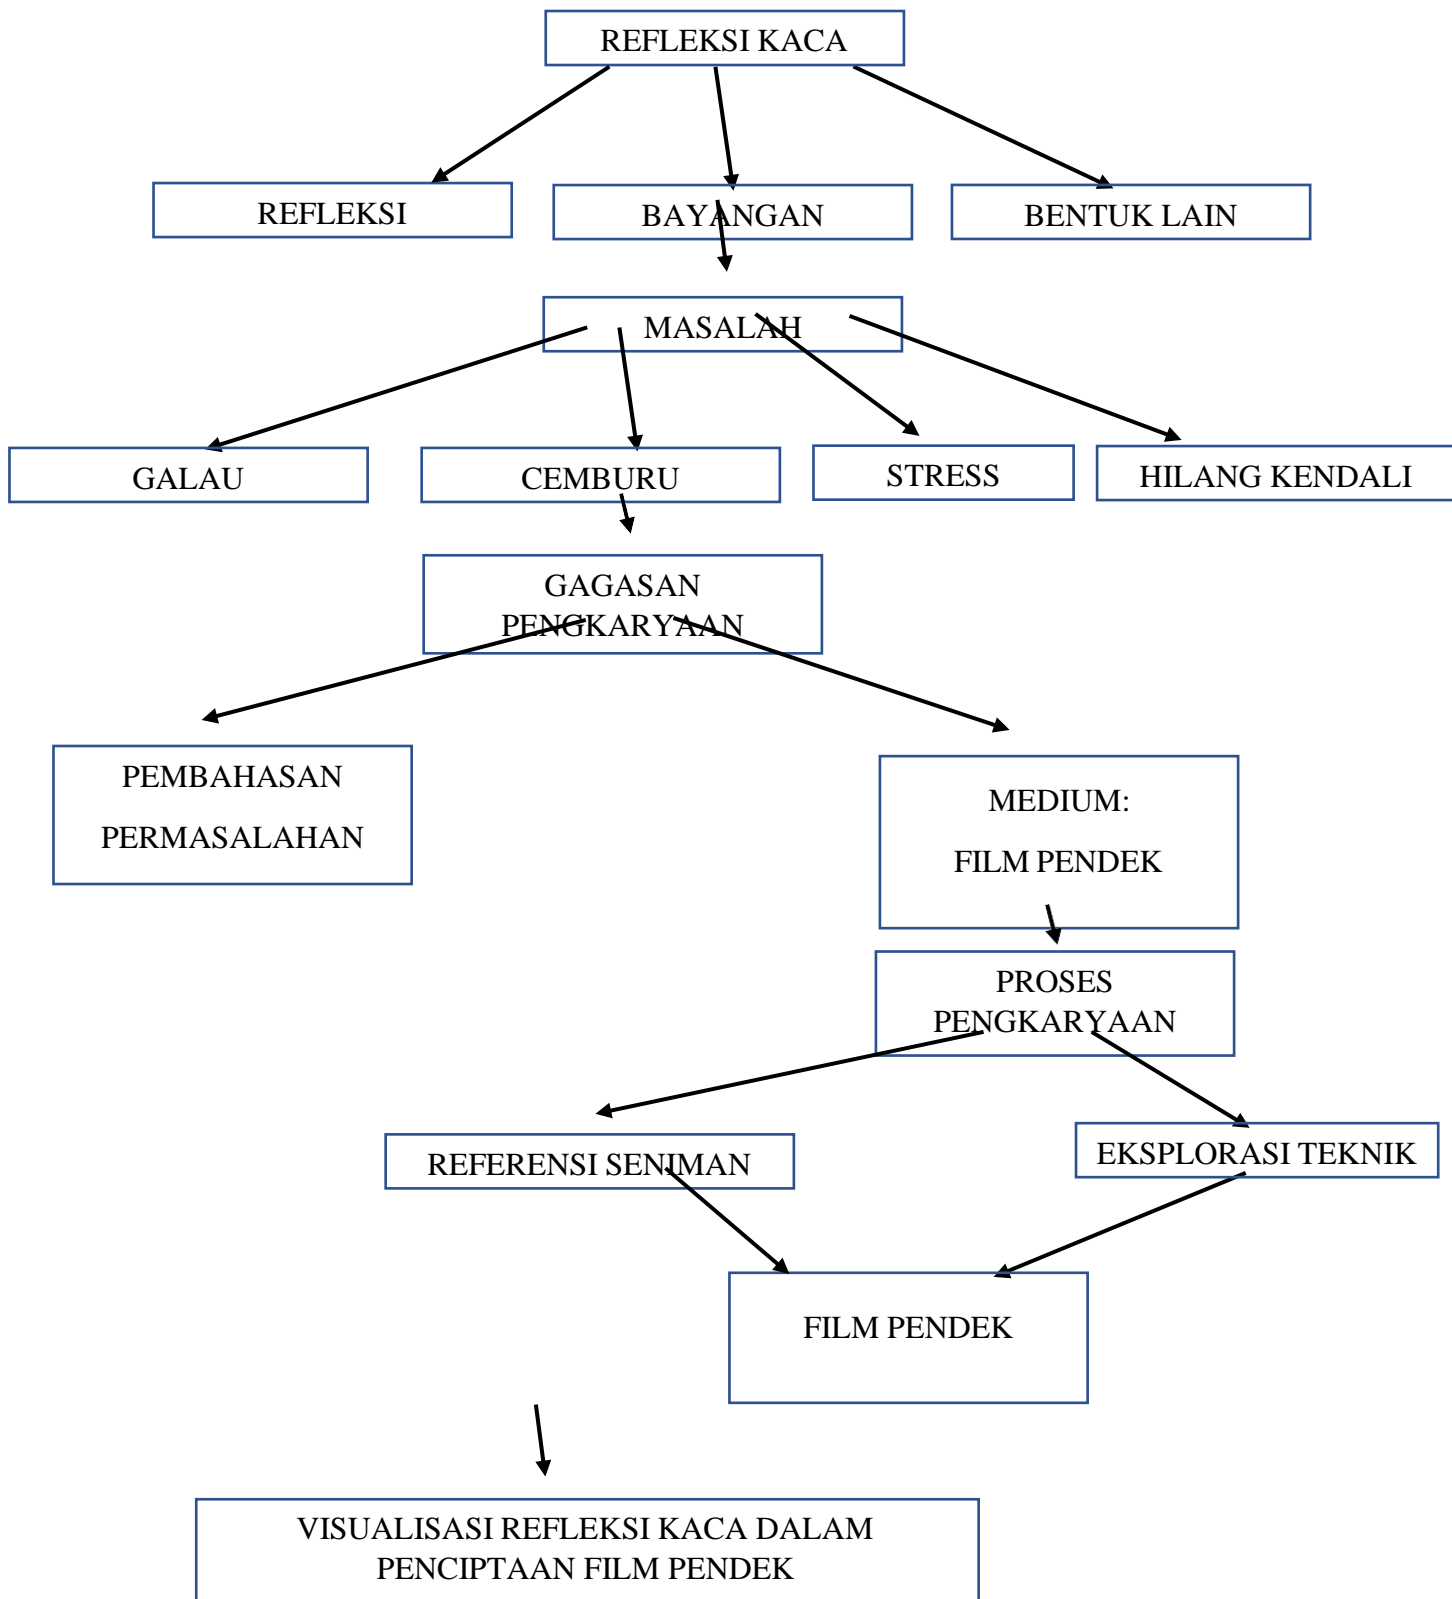 REFLEKSI KACA
REFLEKSI
BAYANGAN
BENTUK LAIN
MASALAH
GALAU
CEMBURU
STRESS
HILANG KENDALI
GAGASAN
PENGKARYAAN
PEMBAHASAN
PERMASALAHAN
MEDIUM:
FILM PENDEK
PROSES
PENGKARYAAN
REFERENSI SENIMAN
EKSPLORASI TEKNIK
FILM PENDEK
VISUALISASI REFLEKSI KACA DALAM
PENCIPTAAN FILM PENDEK